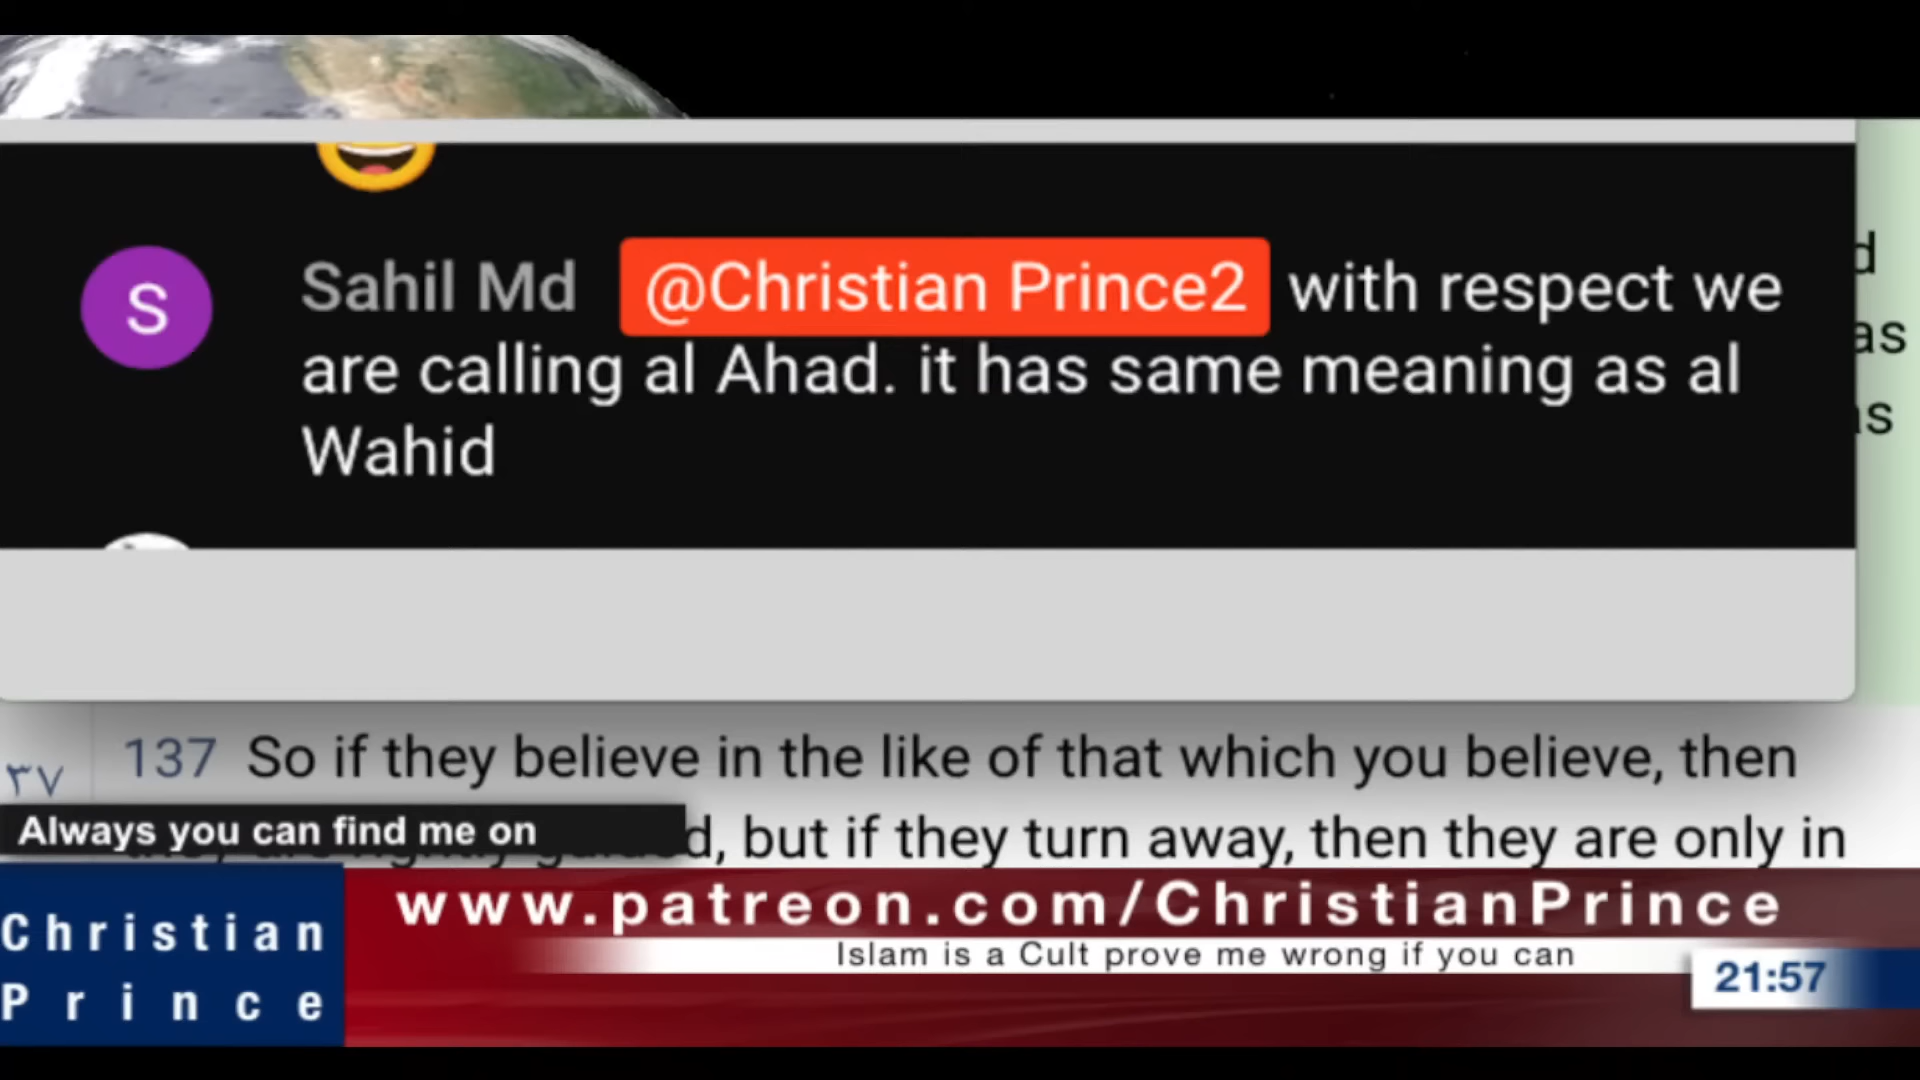 S
Sahil Md @Christian Prince2 with respect we
are calling al Ahad. it has same meaning as al
Wahid
d
as
137 So if they believe in the like of that which you believe, then
٣٧
Always you can find me on
d, but if they turn away, then they are only in
www.patreon.com/ChristianPrince
Christian
Prince
Islam is a Cult prove me wrong if you can
21:57